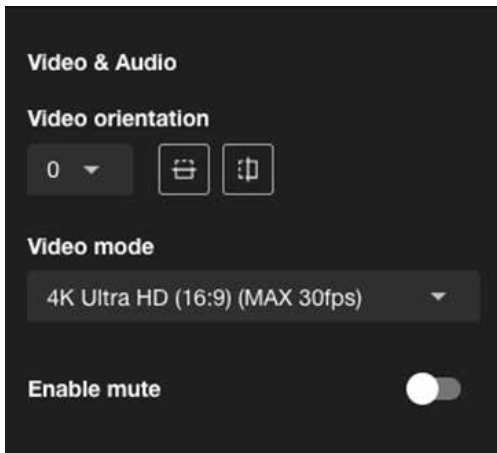 Video & Audio
Video orientation
0
Video mode
4K Ultra HD (16:9) (MAX 30fps)
Enable mute